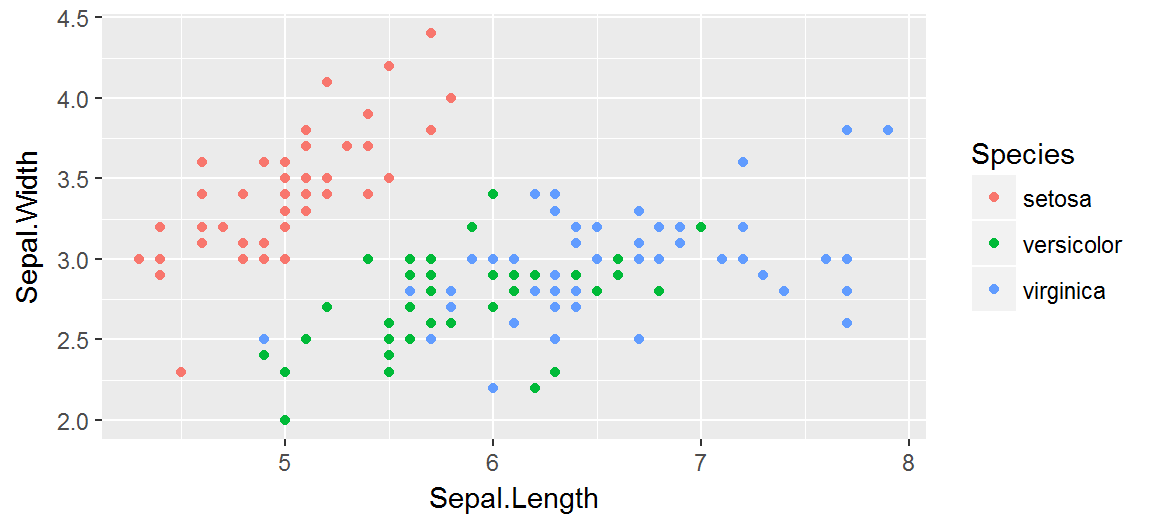 4.5
4.0
3.5
3.0
2.5
2.0
Sepal.Width
5 6 7 8
Sepal.Length
Species
setosa
versicolor
virginica